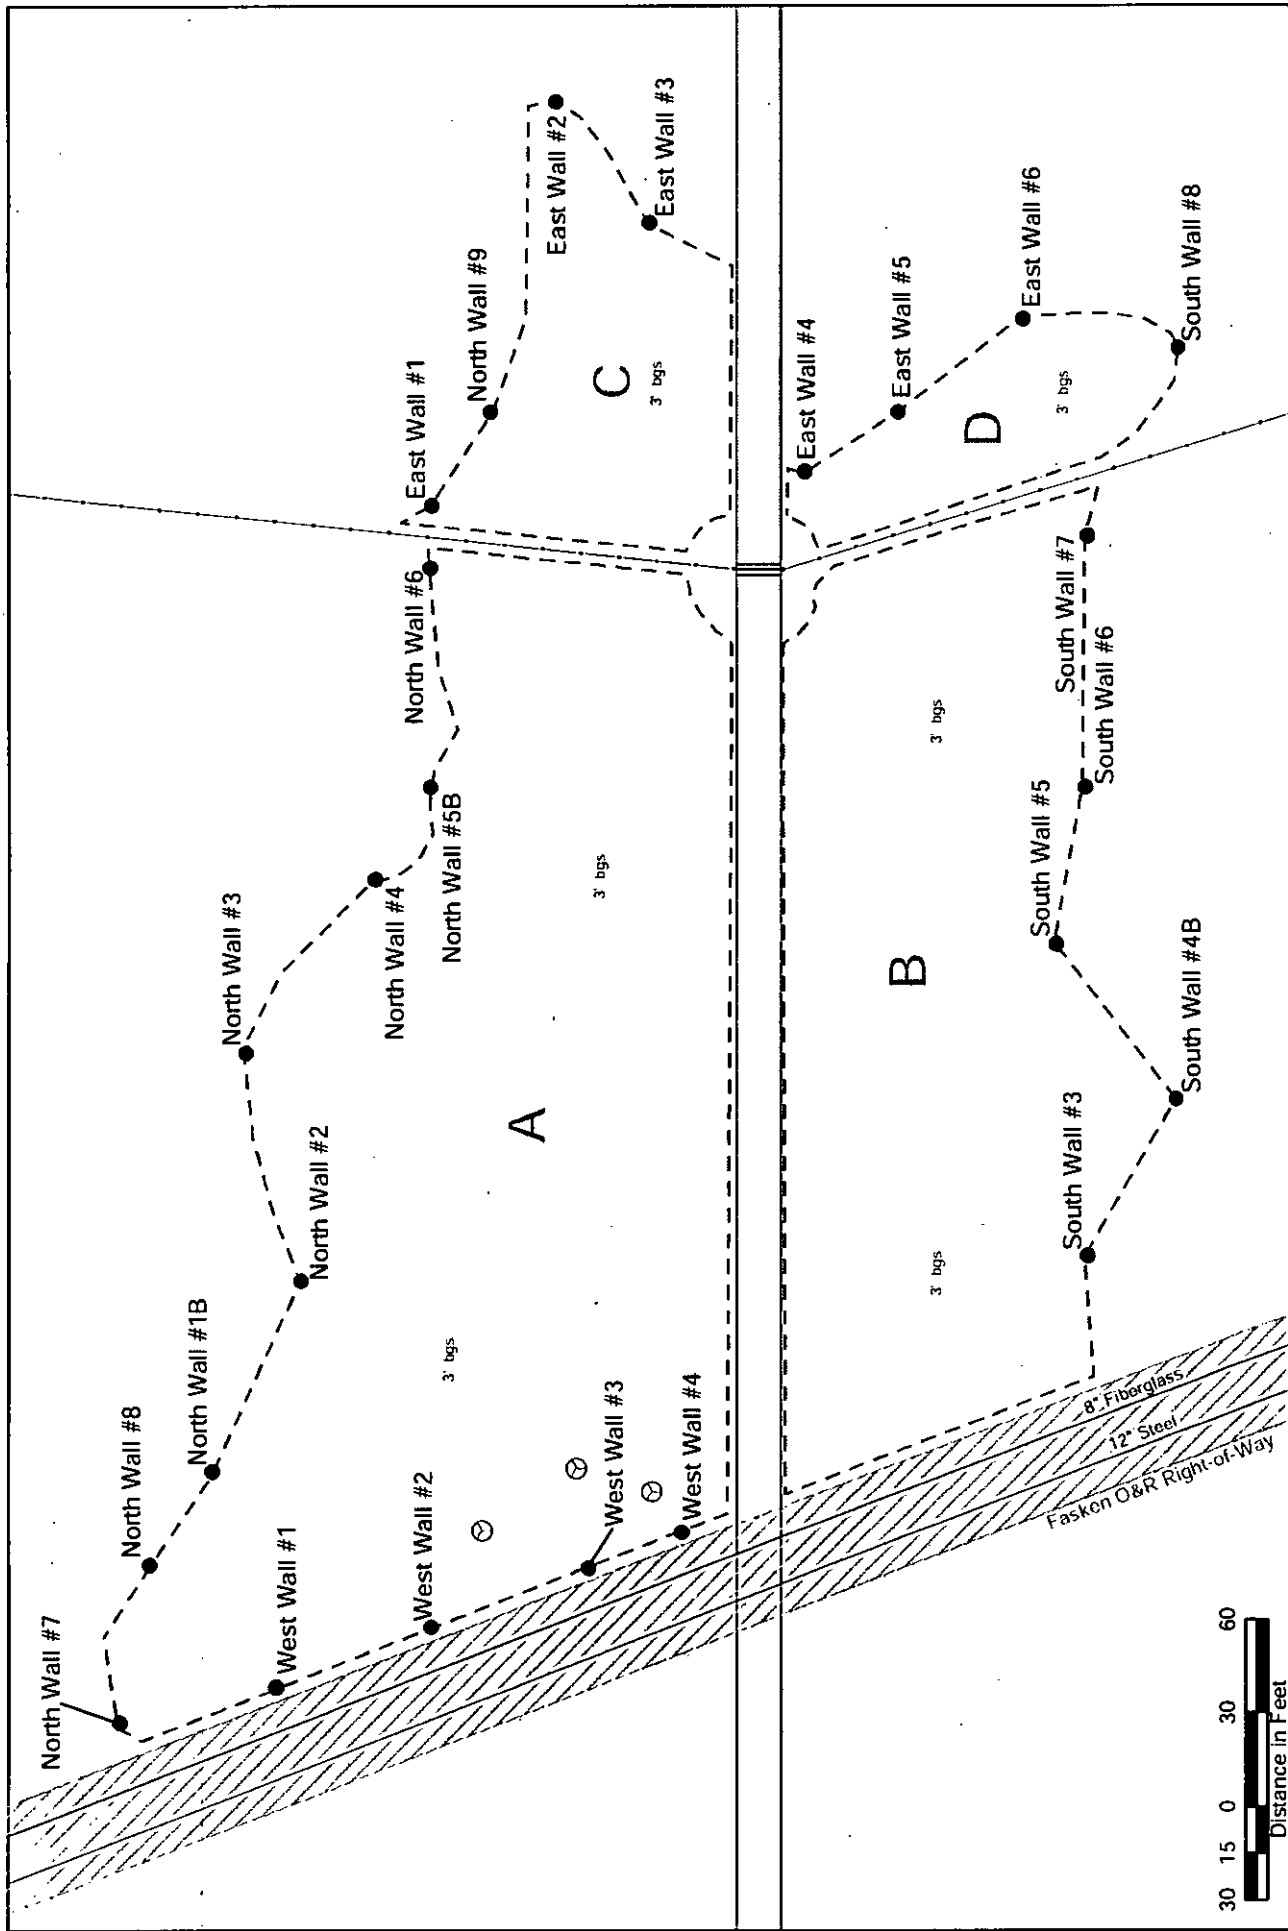 North Wall #7
North Wall #8
North Wall #1B
North Wall #2
North Wall #3
North Wall #4
North Wall #5B
North Wall #6
East Wall #1
North Wall #9
East Wall #2
East Wall #3
West Wall #1
West Wall #2
West Wall #3
West Wall #4
3' bgs
A
3' bgs
C
3' bgs
East Wall #4
East Wall #5
East Wall #6
South Wall #8
D
3' bgs
B
3' bgs
3' bgs
South Wall #3
South Wall #4B
South Wall #5
South Wall #6
South Wall #7
8" Fiberglass
12" Steel
Fasken O&R Right-of-Way
30 15 0 30 60
Distance in Feet